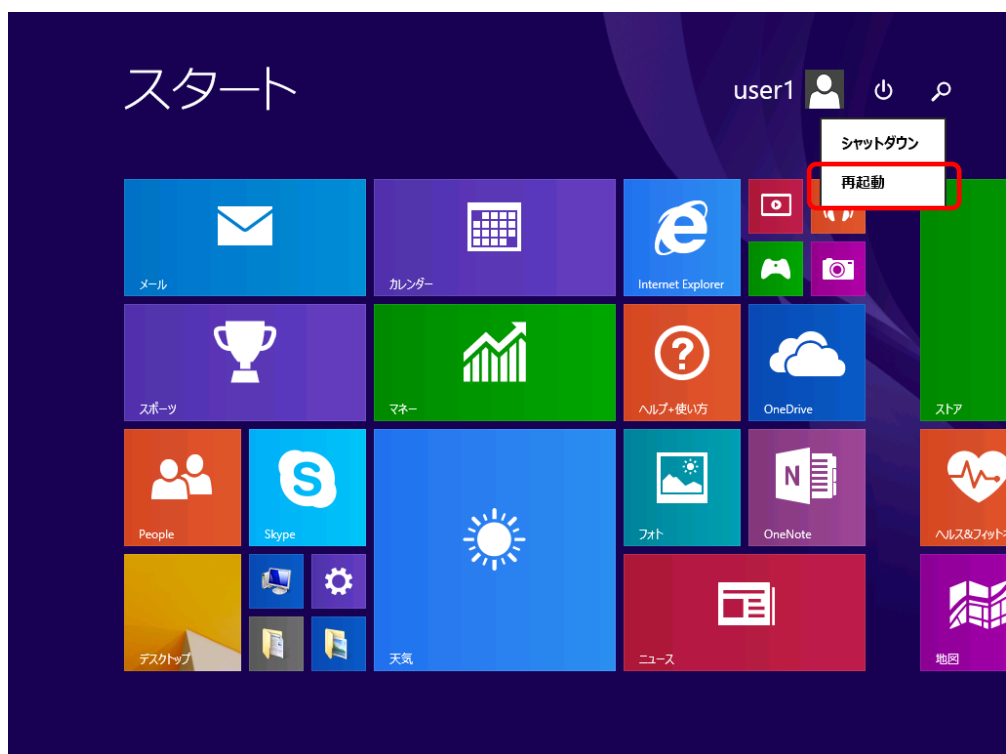 スタート
user1
シャットダウン
再起動
メール
カレンダー
Internet Explorer
スポーツ
マネー
ヘルプ+使い方
OneDrive
ストア
People
Skype
フォト
OneNote
ヘルス&フィットネ
デスクトップ
天気
ニュース
地図